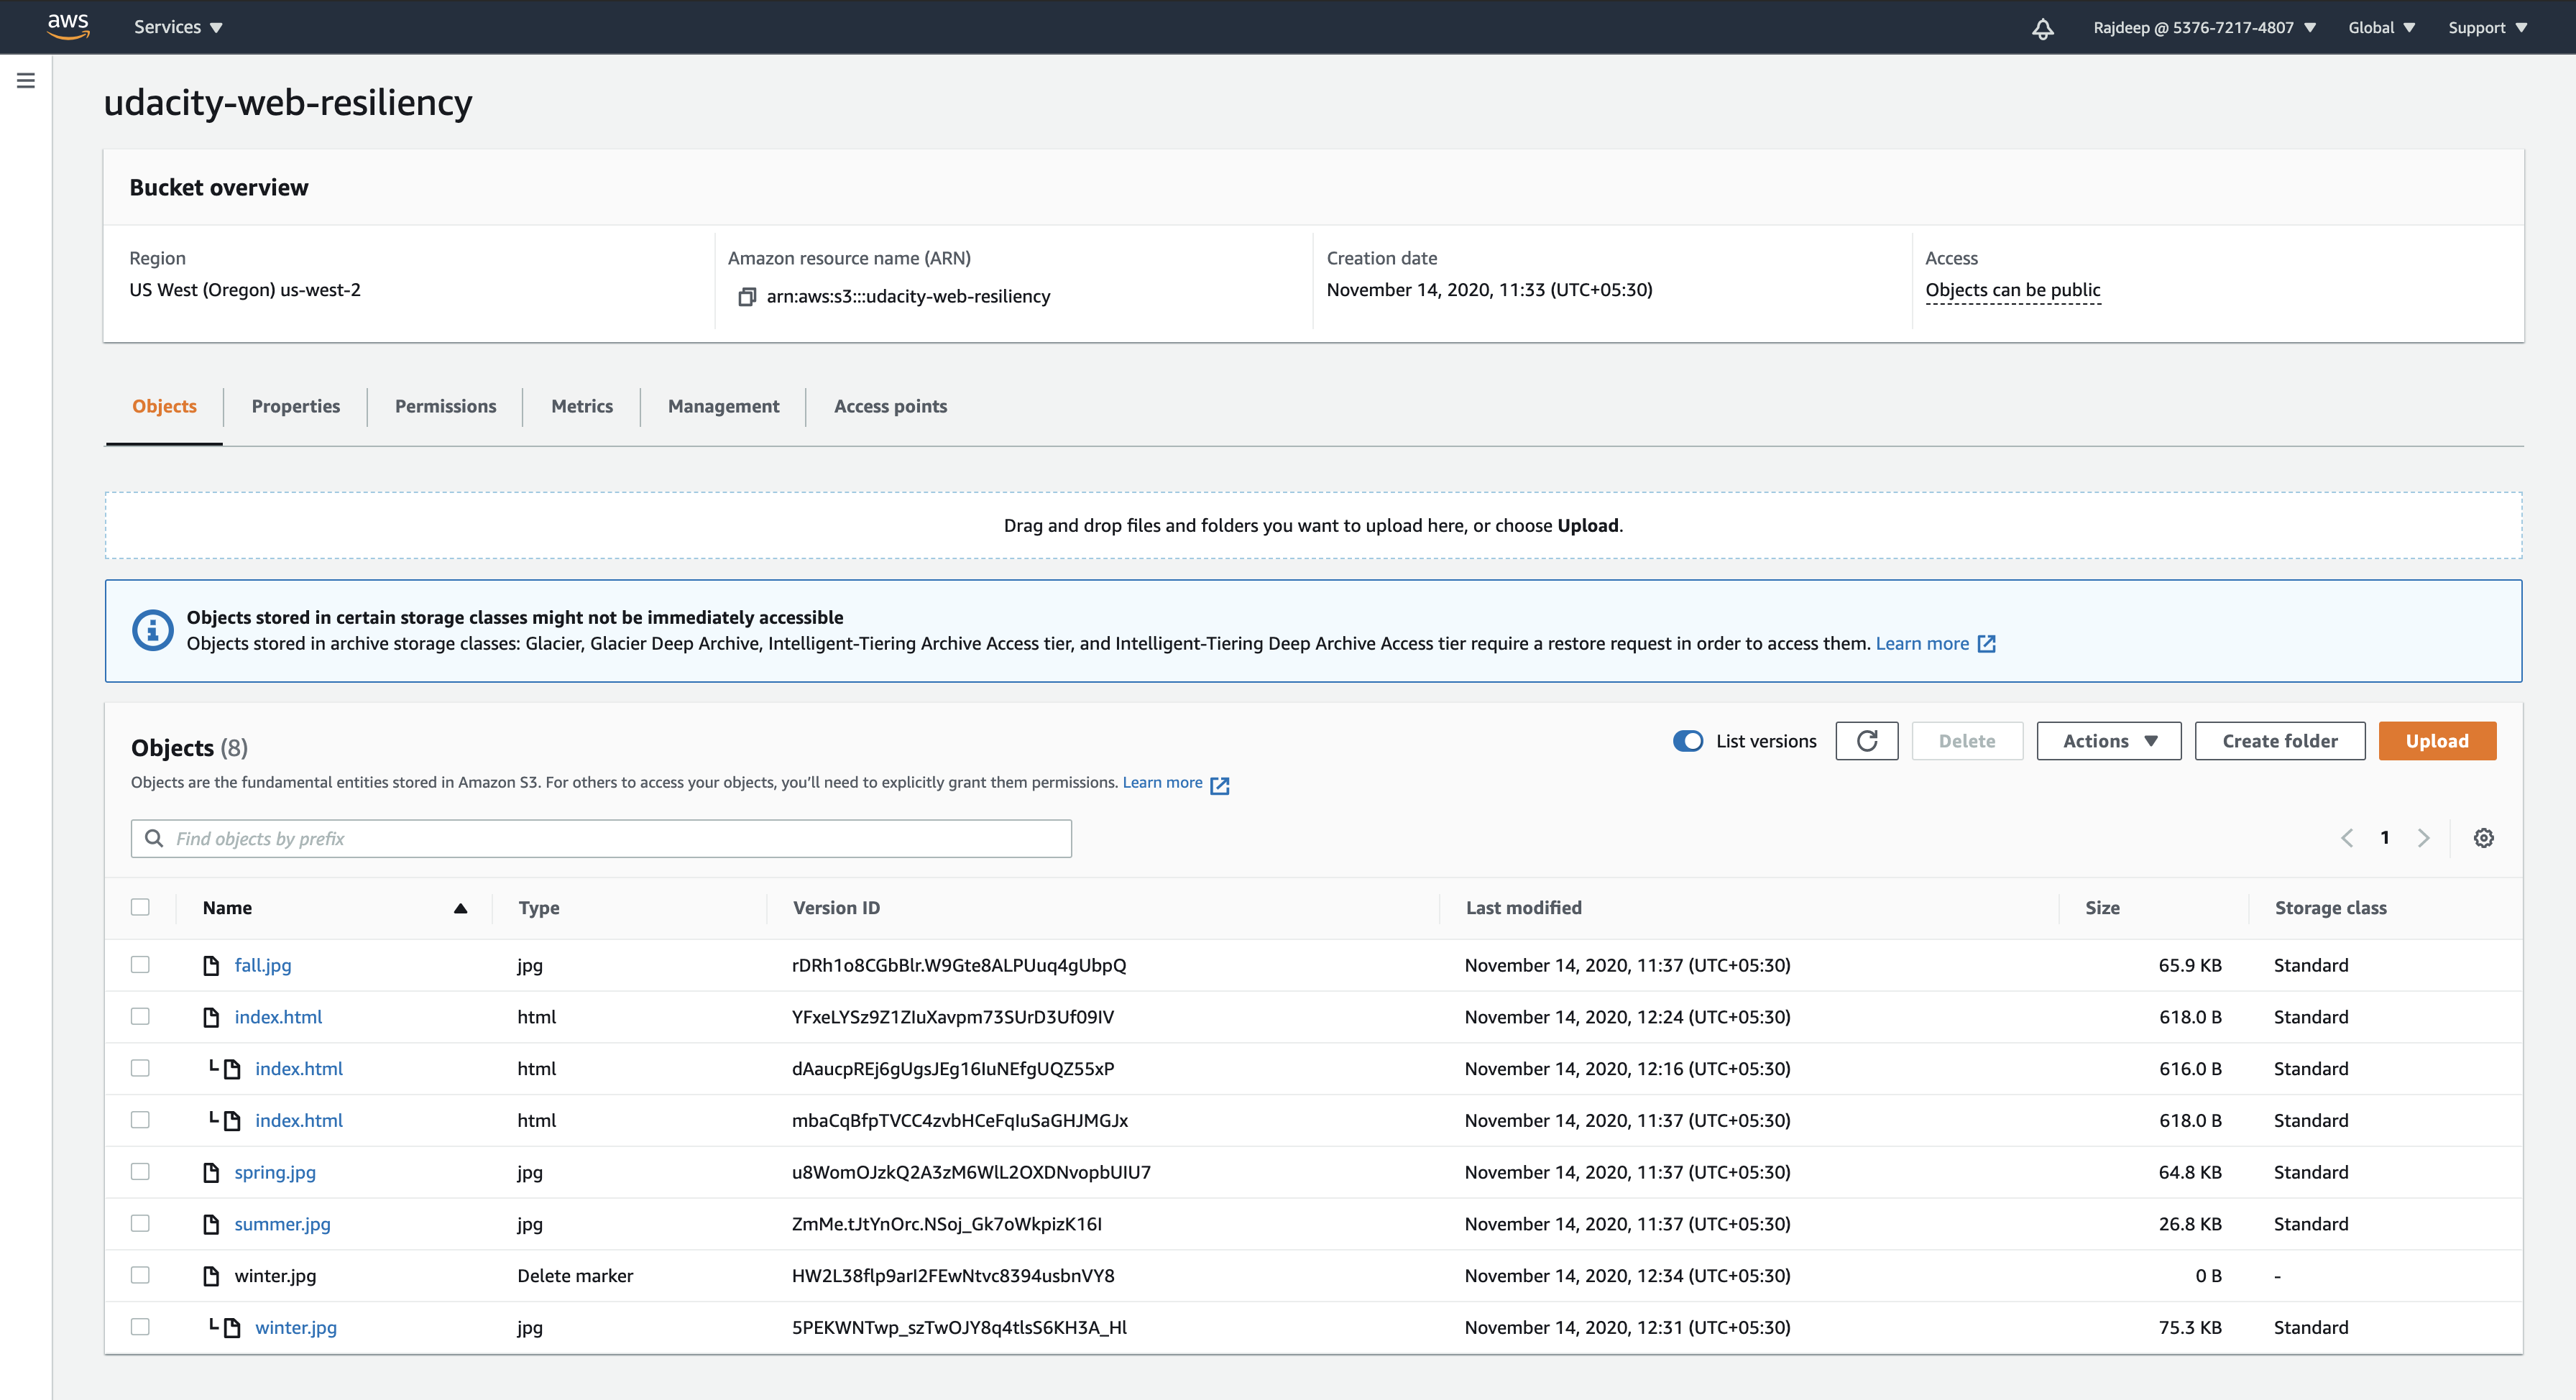 aws Services Rajdeep @ 5376-7217-4807 Global Support
udacity-web-resiliency
Bucket overview
Region Amazon resource name (ARN) Creation date Access
US West (Oregon) us-west-2 arn:aws:s3:::udacity-web-resiliency November 14, 2020, 11:33 (UTC+05:30) Objects can be public
Objects Properties Permissions Metrics Management Access points
Drag and drop files and folders you want to upload here, or choose Upload.
Objects stored in certain storage classes might not be immediately accessible
Objects stored in archive storage classes: Glacier, Glacier Deep Archive, Intelligent-Tiering Archive Access tier, and Intelligent-Tiering Deep Archive Access tier require a restore request in order to access them. Learn more
Objects (8) List versions Delete Actions Create folder Upload
Objects are the fundamental entities stored in Amazon S3. For others to access your objects, you’ll need to explicitly grant them permissions. Learn more
Find objects by prefix 1
Name Type Version ID Last modified Size Storage class
fall.jpg jpg rDRh1o8CGbBlr.W9Gte8ALPUuq4gUbpQ November 14, 2020, 11:37 (UTC+05:30) 65.9 KB Standard
index.html html YFxeLYSz9Z1ZIuXavpm73SUrD3Uf09IV November 14, 2020, 12:24 (UTC+05:30) 618.0 B Standard
index.html html dAaucpREj6gUgsJEg16IuNEfgUQZ55xP November 14, 2020, 12:16 (UTC+05:30) 616.0 B Standard
index.html html mbaCqBfpTVCC4zvbHCeFqIuSaGHJMGJx November 14, 2020, 11:37 (UTC+05:30) 618.0 B Standard
spring.jpg jpg u8WomOJzkQ2A3zM6WlL2OXDNvopbUIU7 November 14, 2020, 11:37 (UTC+05:30) 64.8 KB Standard
summer.jpg jpg ZmMe.tJtYnOrc.NSoj_Gk7oWkpizK16I November 14, 2020, 11:37 (UTC+05:30) 26.8 KB Standard
winter.jpg Delete marker HW2L38flp9arI2FEwNtvc8394usbnVY8 November 14, 2020, 12:34 (UTC+05:30) 0 B -
winter.jpg jpg 5PEKWNTwp_szTwOJY8q4tlsS6KH3A_Hl November 14, 2020, 12:31 (UTC+05:30) 75.3 KB Standard